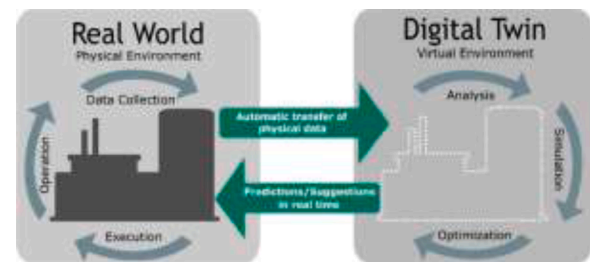 Real World
Physical Environment
Data Collection
Operation
Execution
Automatic transfer of
physical data
Predictions/Suggestions
in real time
Digital Twin
Virtual Environment
Analysis
Simulation
Optimization